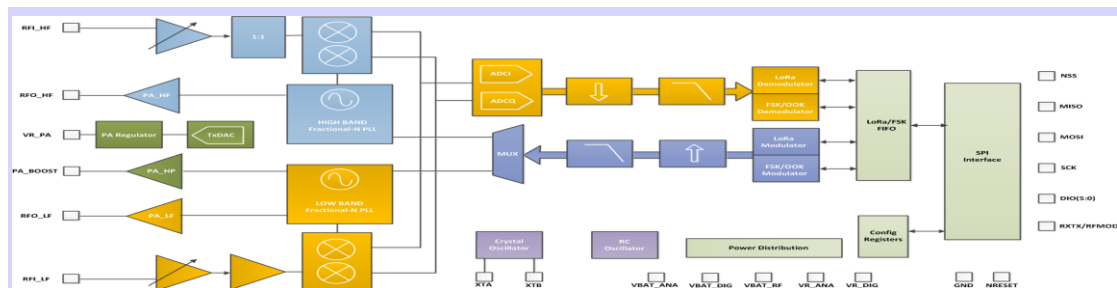 RFI_HF
1:1
ADCI
ADCQ
LoRa
Demodulator
FSK/OOK
Demodulator
NSS
RFO_HF
PA_HF
HIGH BAND
Fractional-N PLL
MISO
LoRa/FSK
FIFO
VR_PA
PA Regulator
TxDAC
MUX
LoRa
Modulator
FSK/OOK
Modulator
MOSI
SPI
Interface
PA_BOOST
PA_HP
SCK
LOW BAND
Fractional-N PLL
DIO(5:0)
RFO_LF
PA_LF
RXTX/RFMOD
Crystal
Oscillator
RC
Oscillator
Power Distribution
Config
Registers
RFI_LF
XTA
XTB
VBAT_ANA
VBAT_DIG
VBAT_RF
VR_ANA
VR_DIG
GND
NRESET